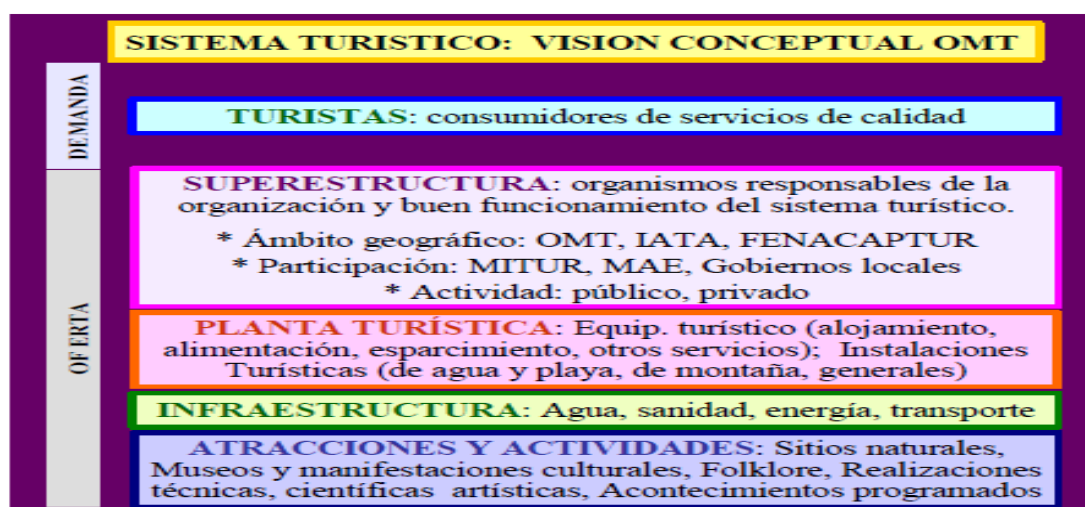 SISTEMA TURISTICO: VISION CONCEPTUAL OMT
DEMANDA
TURISTAS: consumidores de servicios de calidad
OFERTA
SUPERESTRUCTURA: organismos responsables de la
organización y buen funcionamiento del sistema turístico.
* Ámbito geográfico: OMT, IATA, FENACAPTUR
* Participación: MITUR, MAE, Gobiernos locales
* Actividad: público, privado
PLANTA TURÍSTICA: Equip. turístico (alojamiento,
alimentación, esparcimiento, otros servicios); Instalaciones
Turísticas (de agua y playa, de montaña, generales)
INFRAESTRUCTURA: Agua, sanidad, energía, transporte
ATRACCIONES Y ACTIVIDADES: Sitios naturales,
Museos y manifestaciones culturales, Folklore, Realizaciones
técnicas, científicas artísticas, Acontecimientos programados